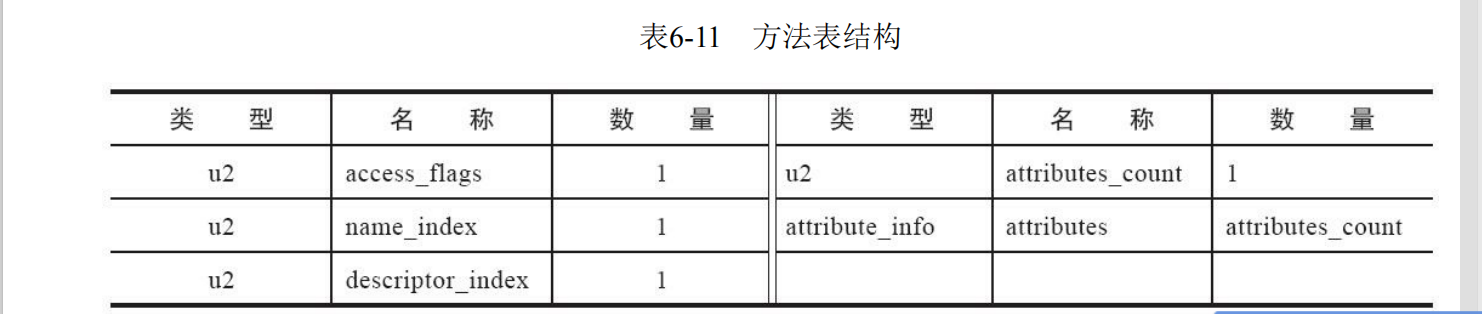 表6-11 方法表结构
类 型 名 称 数 量 类 型 名 称 数 量
u2 access_flags 1 u2 attributes_count 1
u2 name_index 1 attribute_info attributes attributes_count
u2 descriptor_index 1